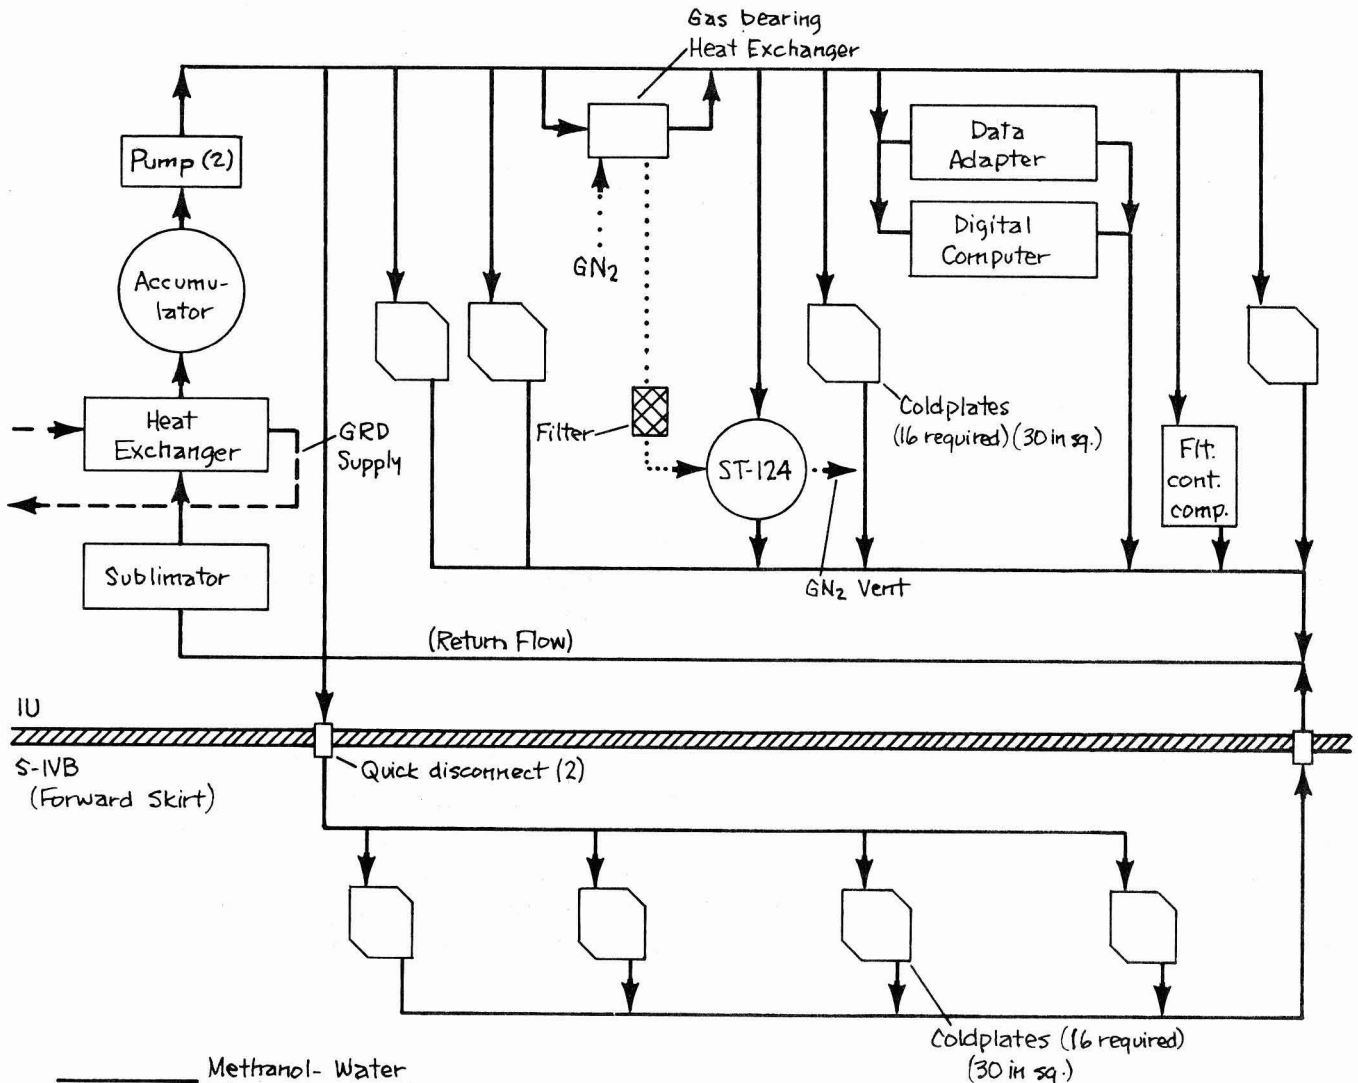 Gas bearing
Heat Exchanger
Pump (2)
Data
Adapter
Digital
Computer
GN2
Accumu-
lator
Heat
Exchanger
GRD
Supply
Filter
ST-124
Coldplates
(16 required) (30 in sq.)
Flt.
cont.
comp.
Sublimator
GN2 Vent
(Return Flow)
IU
S-IVB
(Forward Skirt)
Quick disconnect (2)
Coldplates (16 required)
(30 in sq.)
Methanol-Water